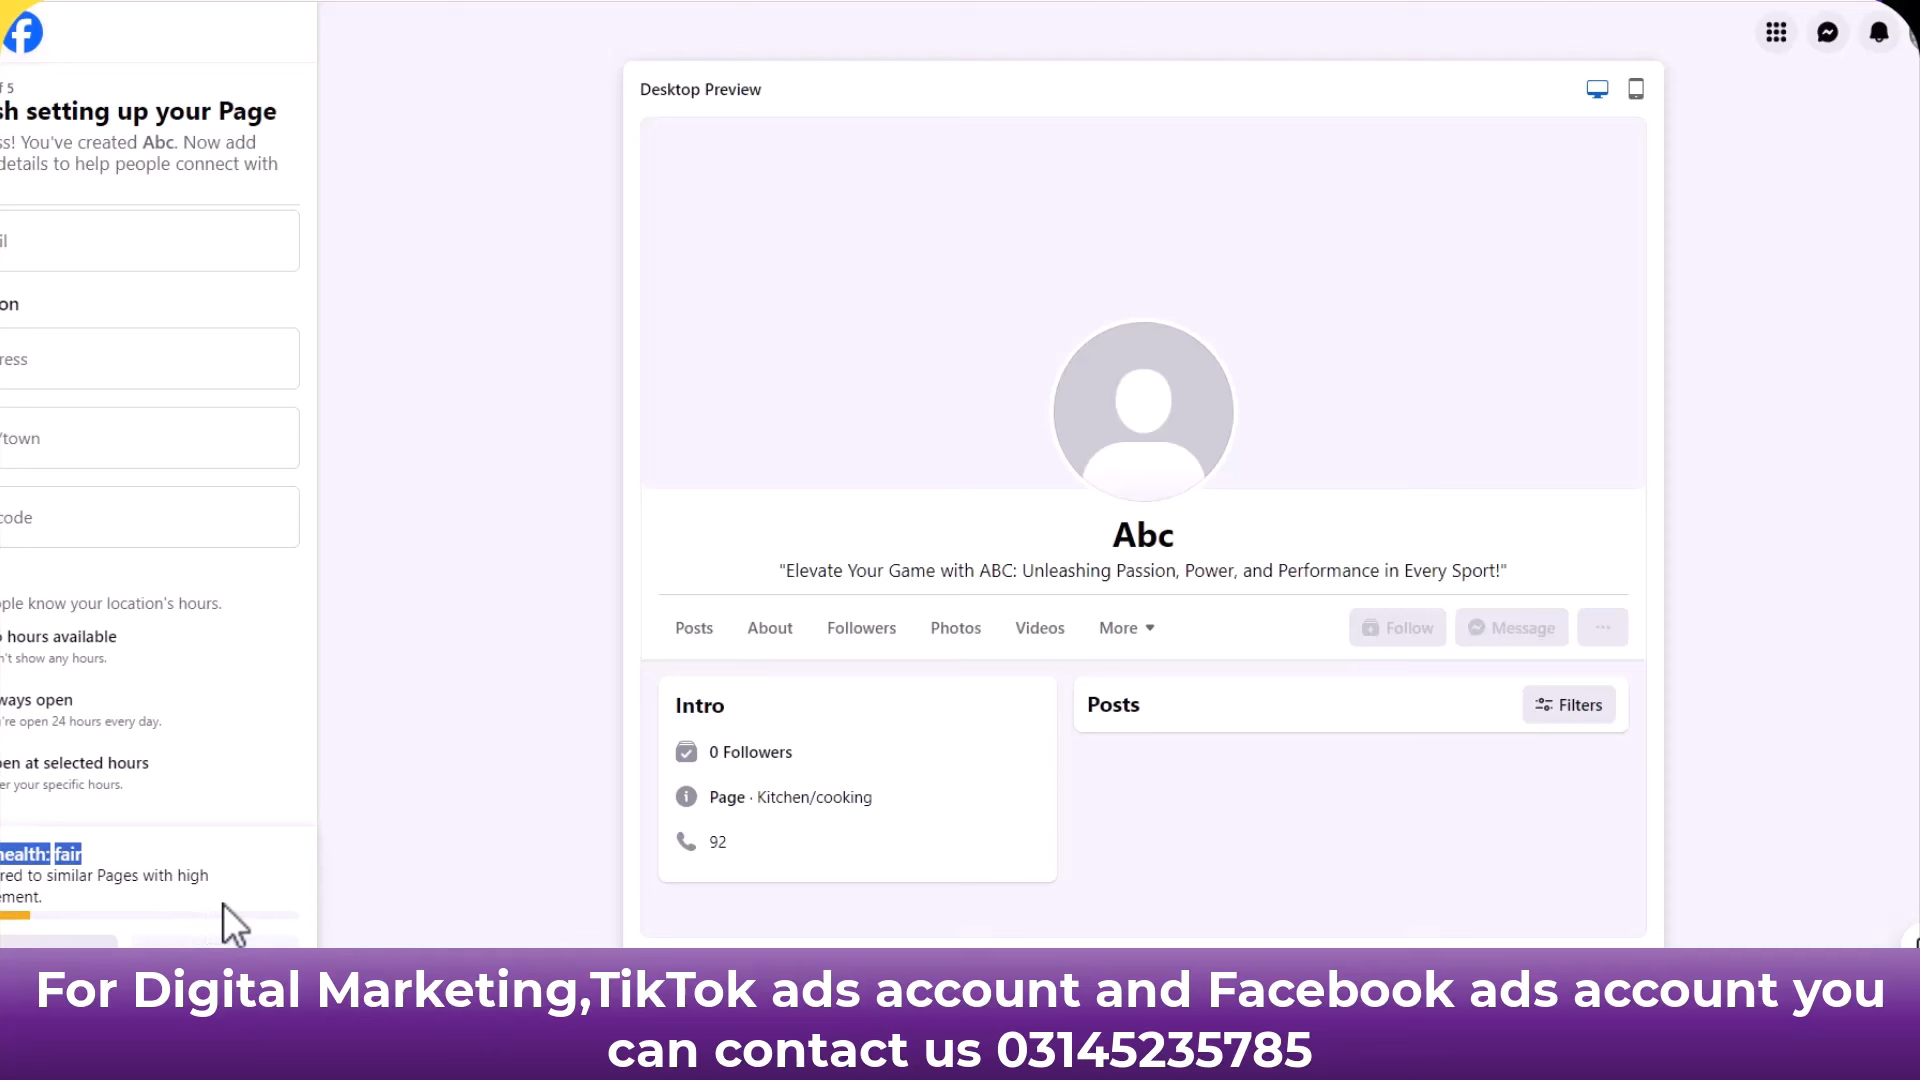 f 5
sh setting up your Page
ss! You've created Abc. Now add
details to help people connect with
il
on
ress
/town
code
ple know your location's hours.
o hours available
n't show any hours.
ways open
're open 24 hours every day.
pen at selected hours
er your specific hours.
health: fair
red to similar Pages with high
ement.
Desktop Preview
Abc
"Elevate Your Game with ABC: Unleashing Passion, Power, and Performance in Every Sport!"
Posts About Followers Photos Videos More Follow Message ...
Intro
0 Followers
Page · Kitchen/cooking
92
Posts Filters
For Digital Marketing,TikTok ads account and Facebook ads account you
can contact us 03145235785